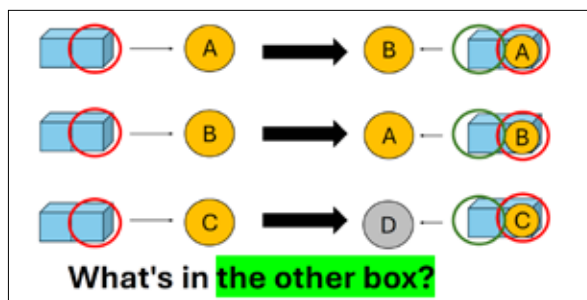 A B A
B A B
C D C
What's in the other box?